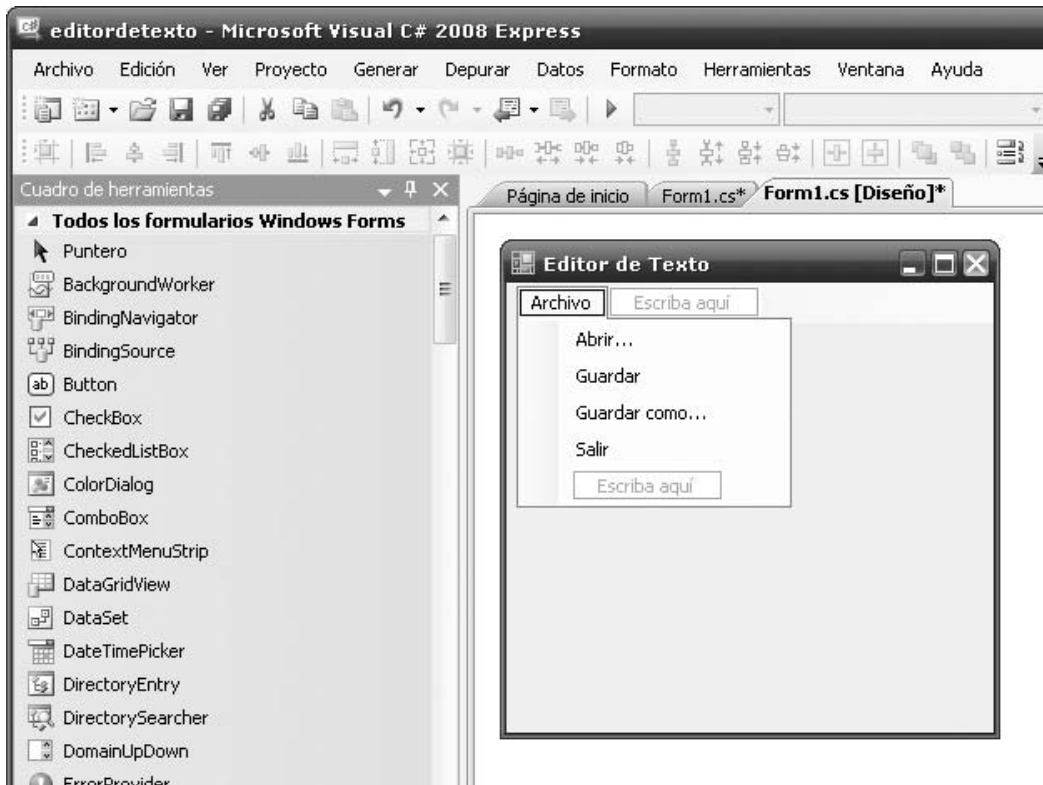 editordetexto - Microsoft Visual C# 2008 Express
Archivo Edición Ver Proyecto Generar Depurar Datos Formato Herramientas Ventana Ayuda
Cuadro de herramientas
Todos los formularios Windows Forms
Puntero
BackgroundWorker
BindingNavigator
BindingSource
ab Button
CheckBox
CheckedListBox
ColorDialog
ComboBox
ContextMenuStrip
DataGridView
DataSet
DateTimePicker
DirectoryEntry
DirectorySearcher
DomainUpDown
ErrorProvider
Página de inicio Form1.cs* Form1.cs [Diseño]*
Editor de Texto
Archivo Escriba aquí
Abrir...
Guardar
Guardar como...
Salir
Escriba aquí